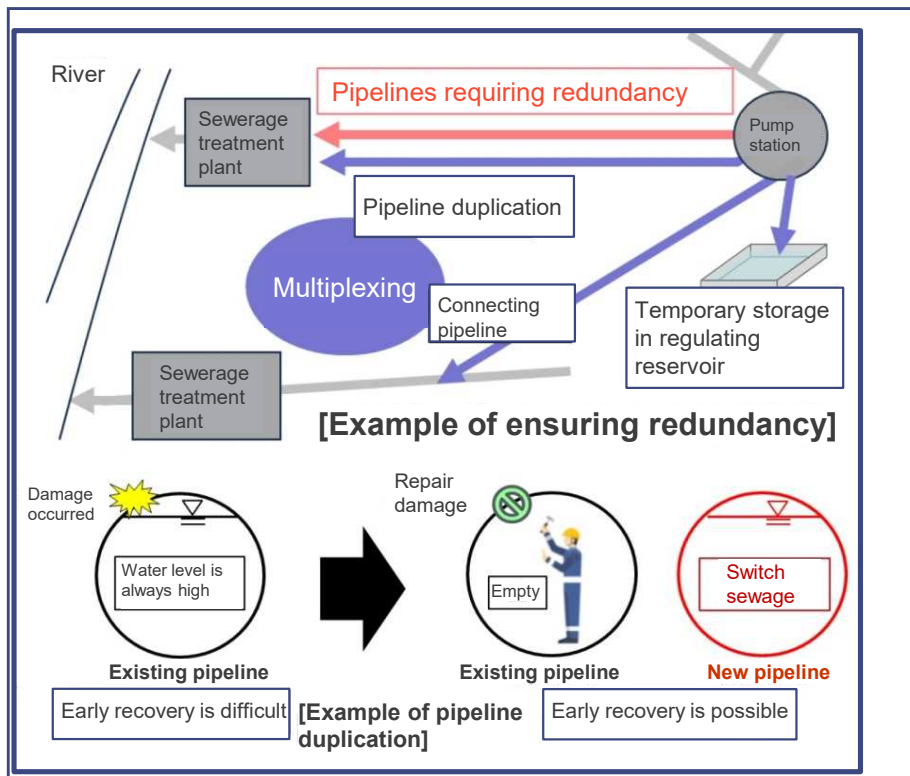 River
Pipelines requiring redundancy
Sewerage
treatment
plant
Pump
station
Pipeline duplication
Multiplexing
Connecting
pipeline
Temporary storage
in regulating
reservoir
Sewerage
treatment
plant
[Example of ensuring redundancy]
Damage
occurred
Repair
damage
Water level is
always high
Empty
Switch
sewage
Existing pipeline
Existing pipeline
New pipeline
Early recovery is difficult
[Example of pipeline
duplication]
Early recovery is possible